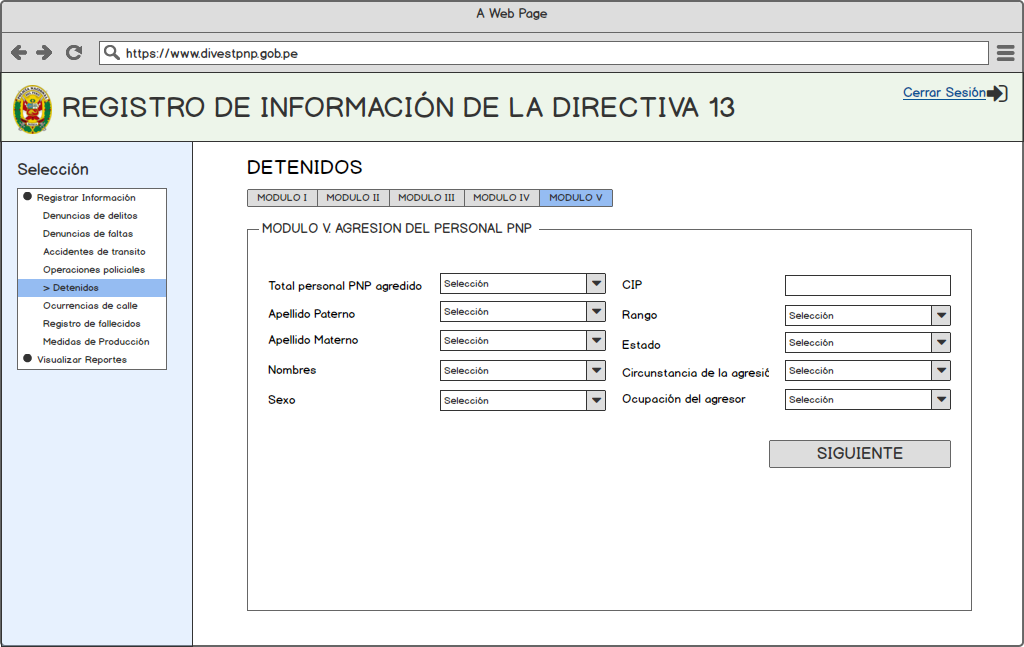 A Web Page
https://www.divestpnp.gob.pe
REGISTRO DE INFORMACIÓN DE LA DIRECTIVA 13
Cerrar Sesión
Selección
Registrar Información
Denuncias de delitos
Denuncias de faltas
Accidentes de transito
Operaciones policiales
> Detenidos
Ocurrencias de calle
Registro de fallecidos
Medidas de Producción
Visualizar Reportes
DETENIDOS
MODULO I MODULO II MODULO III MODULO IV MODULO V
MODULO V. AGRESION DEL PERSONAL PNP
Total personal PNP agredido Selección CIP
Apellido Paterno Selección Rango Selección
Apellido Materno Selección Estado Selección
Nombres Selección Circunstancia de la agresió Selección
Sexo Selección Ocupación del agresor Selección
SIGUIENTE